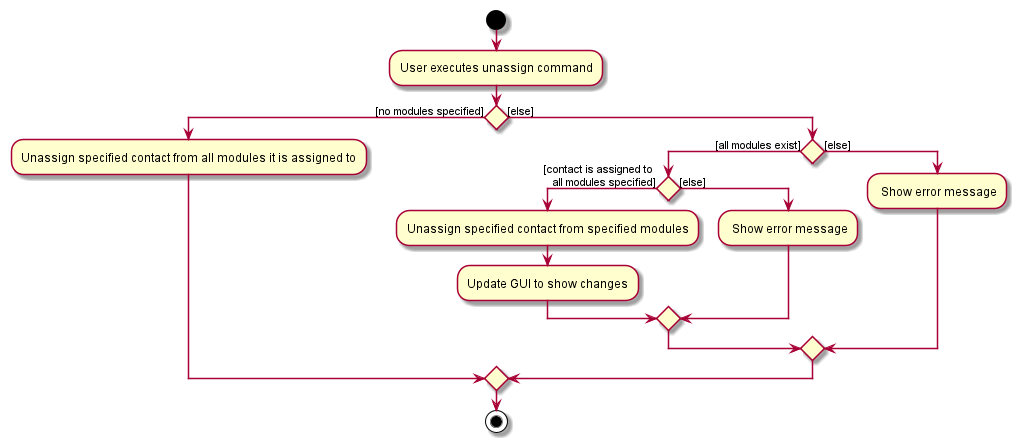 User executes unassign command
[no modules specified]
[else]
Unassign specified contact from all modules it is assigned to
[all modules exist]
[else]
[contact is assigned to
all modules specified]
[else]
Show error message
Unassign specified contact from specified modules
Show error message
Update GUI to show changes